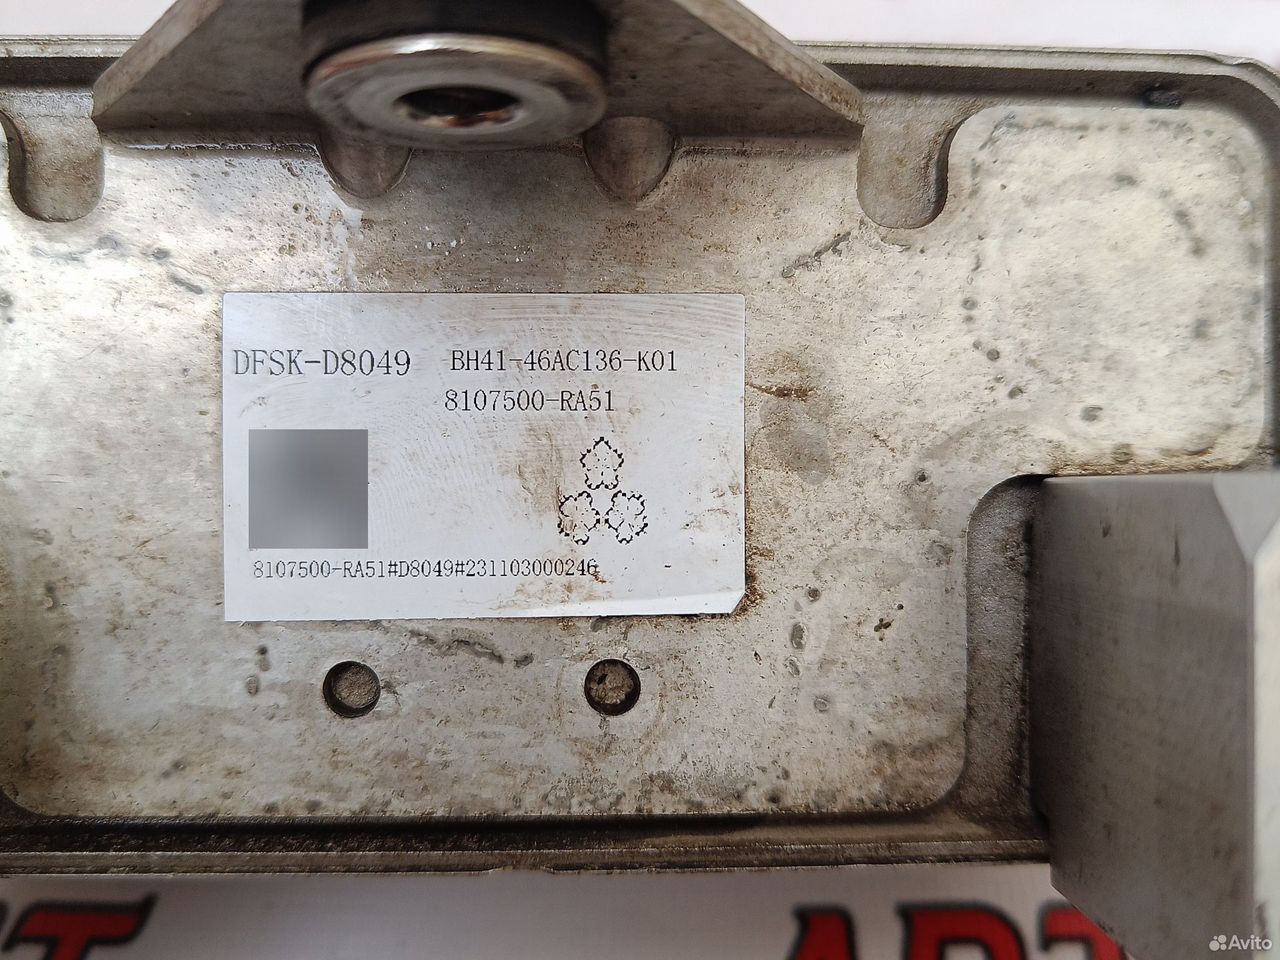 DFSK-D8049 BH41-46AC136-K01
8107500-RA51
8107500-RA51#D8049#231103000246
Avito